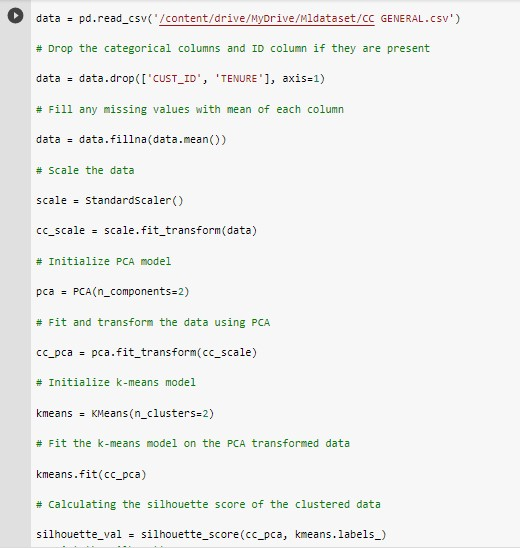 data = pd.read_csv('/content/drive/MyDrive/Mldataset/CC GENERAL.csv')
# Drop the categorical columns and ID column if they are present
data = data.drop(['CUST_ID', 'TENURE'], axis=1)
# Fill any missing values with mean of each column
data = data.fillna(data.mean())
# Scale the data
scale = StandardScaler()
cc_scale = scale.fit_transform(data)
# Initialize PCA model
pca = PCA(n_components=2)
# Fit and transform the data using PCA
cc_pca = pca.fit_transform(cc_scale)
# Initialize k-means model
kmeans = KMeans(n_clusters=2)
# Fit the k-means model on the PCA transformed data
kmeans.fit(cc_pca)
# Calculating the silhouette score of the clustered data
silhouette_val = silhouette_score(cc_pca, kmeans.labels_)